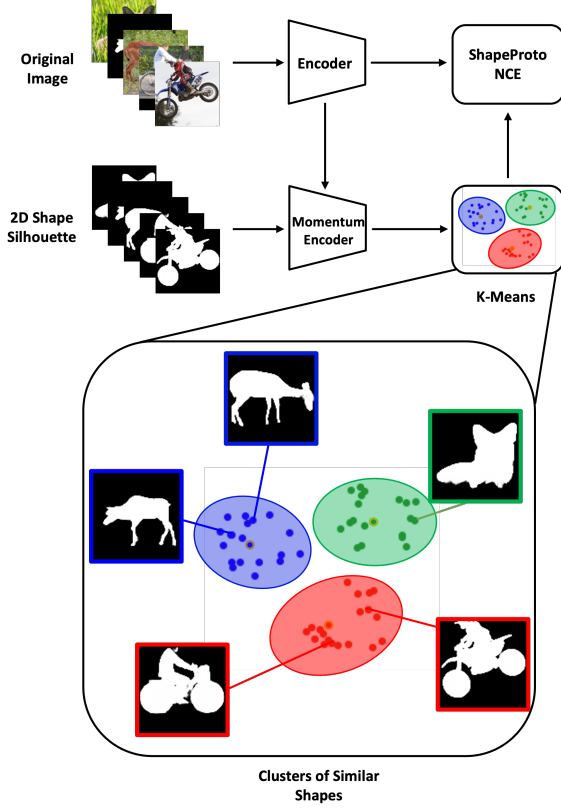 Original
Image
Encoder
ShapeProto
NCE
2D Shape
Silhouette
Momentum
Encoder
K-Means
Clusters of Similar
Shapes